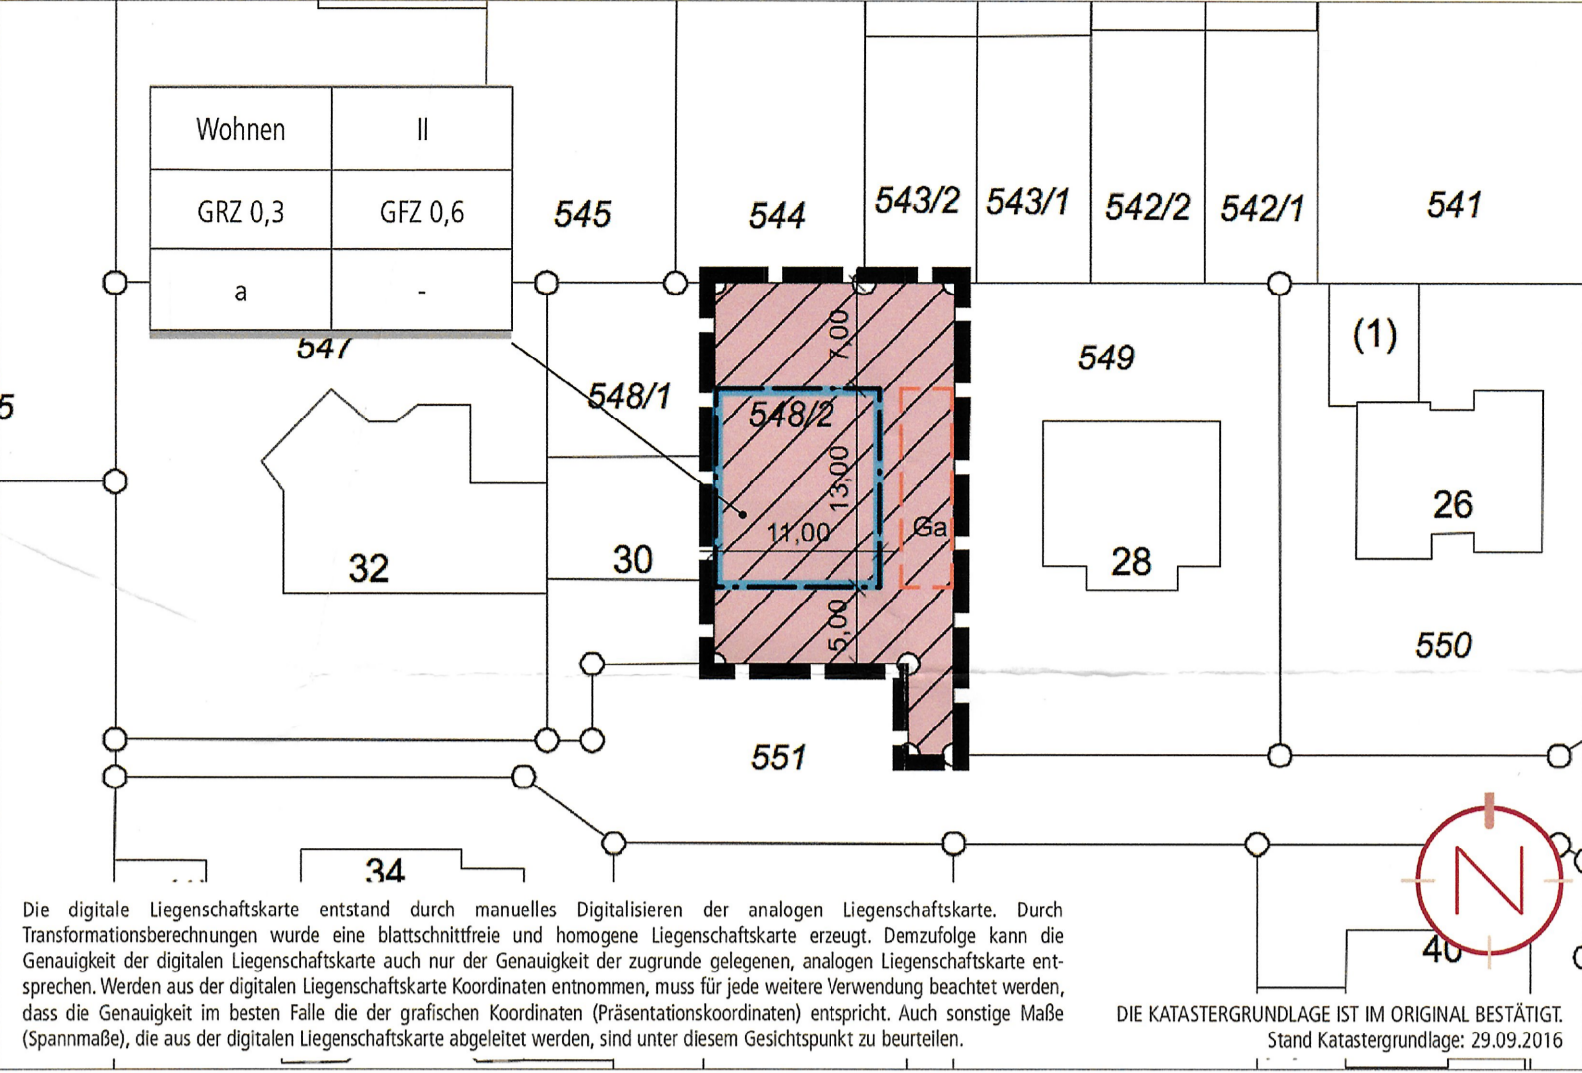 Wohnen II
GRZ 0,3 GFZ 0,6
a -
545
544
543/2
543/1
542/2
542/1
541
547
548/1
548/2
549
(1)
5
7,00
13,00
11,00
5,00
Ga
32
30
28
26
550
551
34
40
N
Die digitale Liegenschaftskarte entstand durch manuelles Digitalisieren der analogen Liegenschaftskarte. Durch
Transformationsberechnungen wurde eine blattschnittfreie und homogene Liegenschaftskarte erzeugt. Demzufolge kann die
Genauigkeit der digitalen Liegenschaftskarte auch nur der Genauigkeit der zugrunde gelegenen, analogen Liegenschaftskarte ent-
sprechen. Werden aus der digitalen Liegenschaftskarte Koordinaten entnommen, muss für jede weitere Verwendung beachtet werden,
dass die Genauigkeit im besten Falle die der grafischen Koordinaten (Präsentationskoordinaten) entspricht. Auch sonstige Maße
(Spannmaße), die aus der digitalen Liegenschaftskarte abgeleitet werden, sind unter diesem Gesichtspunkt zu beurteilen.
DIE KATASTERGRUNDLAGE IST IM ORIGINAL BESTÄTIGT.
Stand Katastergrundlage: 29.09.2016